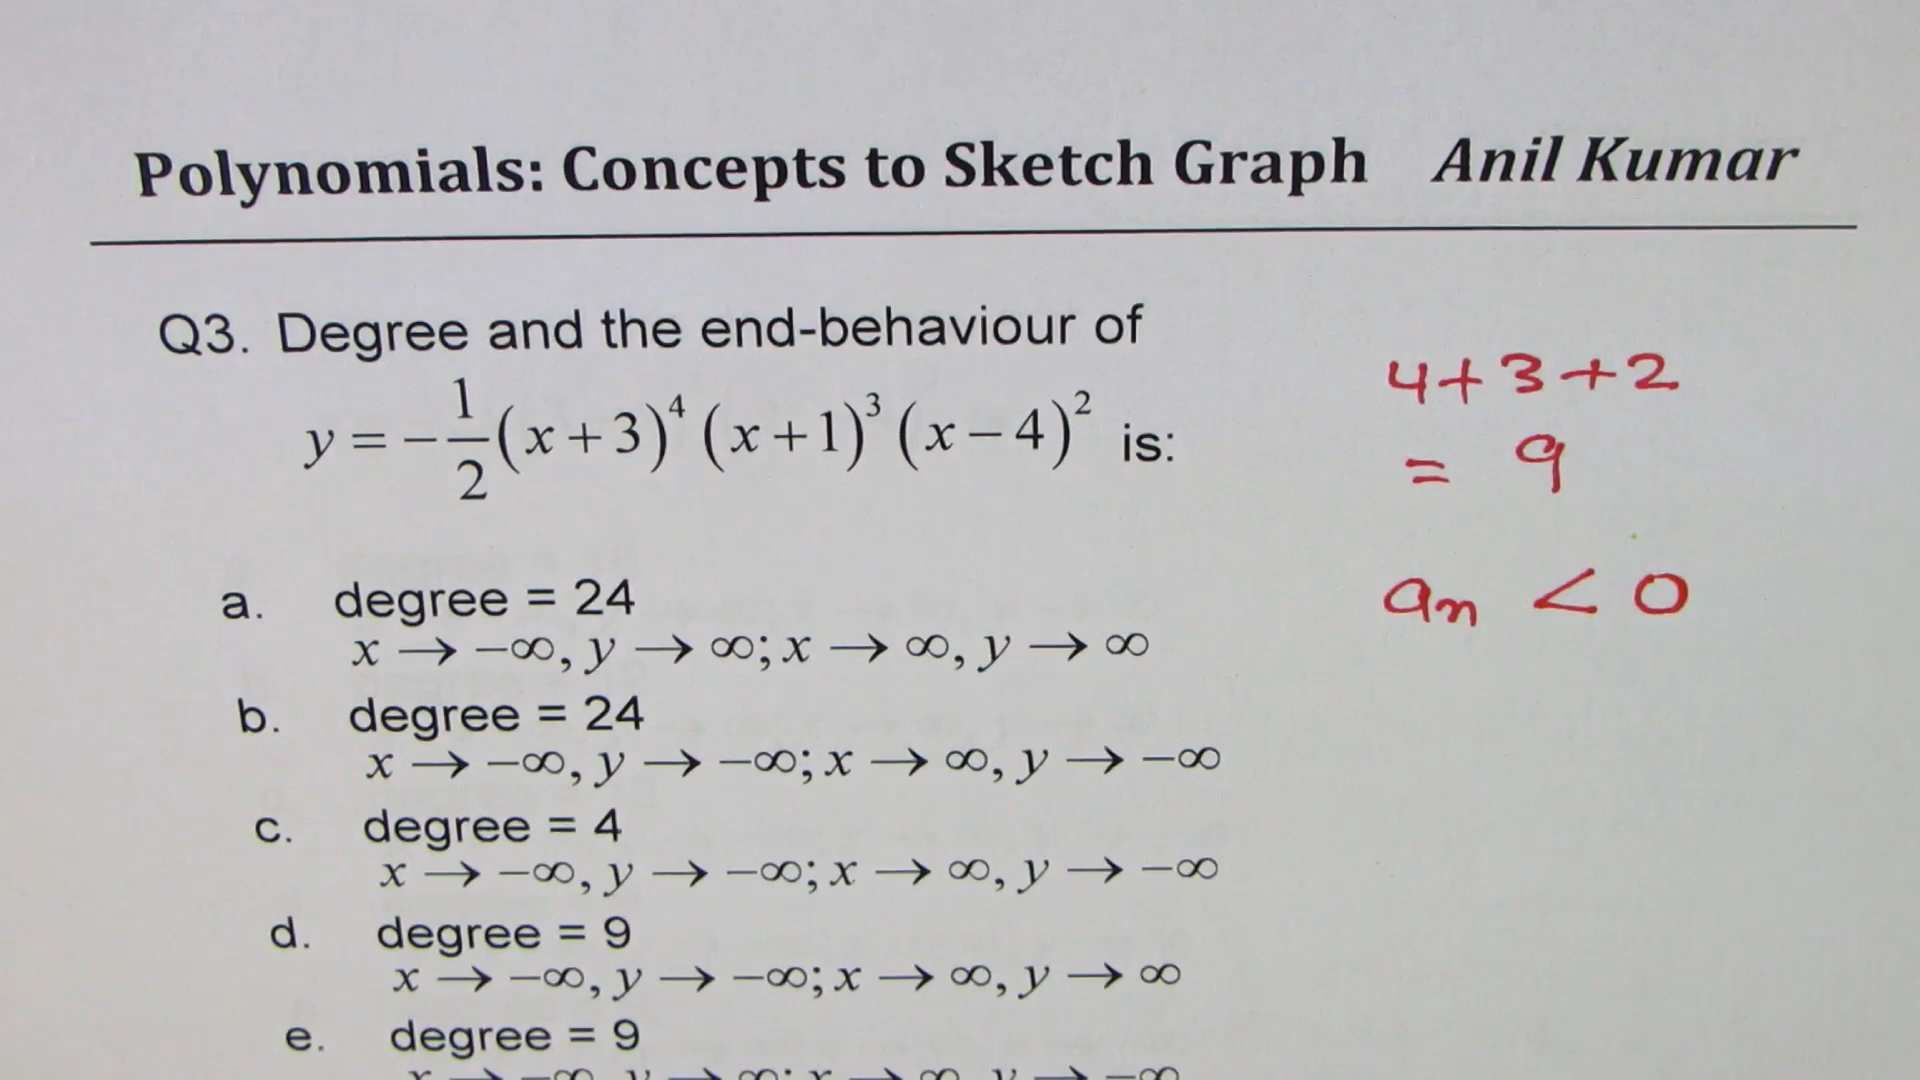 Polynomials: Concepts to Sketch Graph Anil Kumar
Q3. Degree and the end-behaviour of
y = -1/2 (x+3)^4 (x+1)^3 (x-4)^2 is:
4+3+2
= 9
a_n < 0
a. degree = 24
x → -∞, y → ∞; x → ∞, y → ∞
b. degree = 24
x → -∞, y → -∞; x → ∞, y → -∞
c. degree = 4
x → -∞, y → -∞; x → ∞, y → -∞
d. degree = 9
x → -∞, y → -∞; x → ∞, y → ∞
e. degree = 9
x → -∞, y → ∞; x → ∞, y → -∞